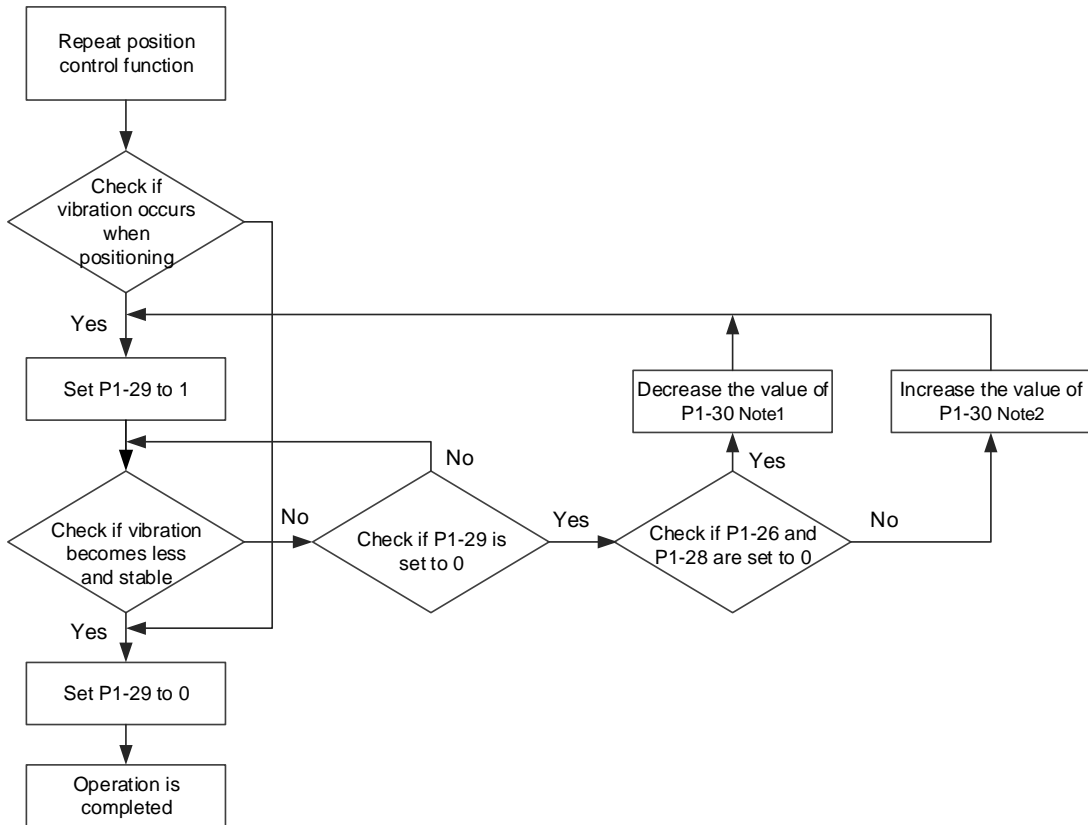 Repeat position
control function
Check if
vibration occurs
when
positioning
Yes
Set P1-29 to 1
Decrease the value of
P1-30 Note1
Increase the value of
P1-30 Note2
No
Yes
Check if vibration
becomes less
and stable
No
Check if P1-29 is
set to 0
Yes
Check if P1-26 and
P1-28 are set to 0
No
Yes
Set P1-29 to 0
Operation is
completed